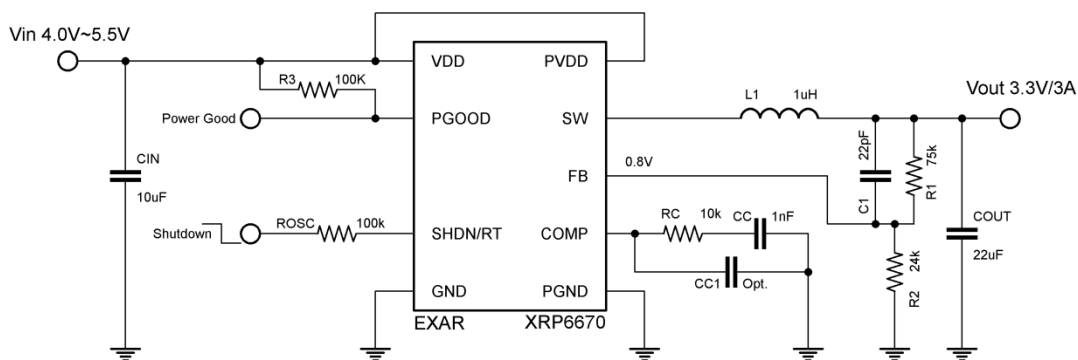 Vin 4.0V~5.5V
VDD
PVDD
R3
100K
L1
1uH
Vout 3.3V/3A
Power Good
PGOOD
SW
22pF
75k
0.8V
CIN
10uF
FB
C1
R1
ROSC
100k
RC
10k
CC
1nF
COUT
22uF
Shutdown
SHDN/RT
COMP
24k
R2
CC1
Opt.
GND
PGND
EXAR
XRP6670